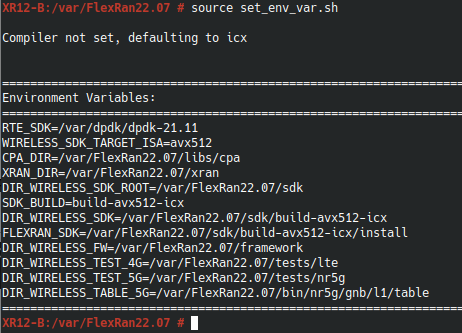 XR12-B:/var/FlexRan22.07 # source set_env_var.sh
Compiler not set, defaulting to icx
=================================================================
Environment Variables:
=================================================================
RTE_SDK=/var/dpdk/dpdk-21.11
WIRELESS_SDK_TARGET_ISA=avx512
CPA_DIR=/var/FlexRan22.07/libs/cpa
XRAN_DIR=/var/FlexRan22.07/xran
DIR_WIRELESS_SDK_ROOT=/var/FlexRan22.07/sdk
SDK_BUILD=build-avx512-icx
DIR_WIRELESS_SDK=/var/FlexRan22.07/sdk/build-avx512-icx
FLEXRAN_SDK=/var/FlexRan22.07/sdk/build-avx512-icx/install
DIR_WIRELESS_FW=/var/FlexRan22.07/framework
DIR_WIRELESS_TEST_4G=/var/FlexRan22.07/tests/lte
DIR_WIRELESS_TEST_5G=/var/FlexRan22.07/tests/nr5g
DIR_WIRELESS_TABLE_5G=/var/FlexRan22.07/bin/nr5g/gnb/l1/table
=================================================================
XR12-B:/var/FlexRan22.07 #